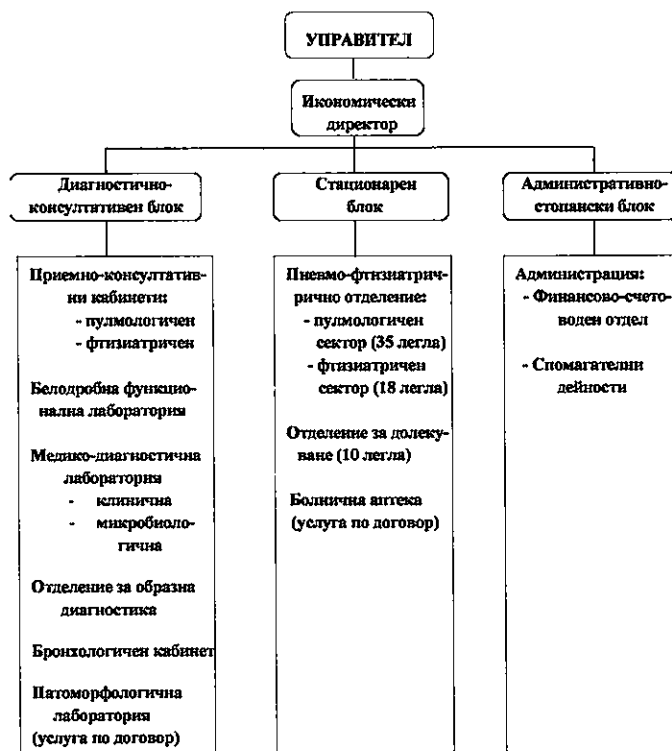 УПРАВИТЕЛ
Икономически
директор
Диагностично-
консултативен блок
Стационарен
блок
Административно-
стопански блок
Приемно-консултатив-
ни кабинети:
- пулмологичен
- фтизиатричен
Белодробна функцио-
нална лаборатория
Медико-диагностична
лаборатория
- клинична
- микробиоло-
гична
Отделение за образна
диагностика
Бронхологичен кабинет
Патоморфологична
лаборатория
(услуга по договор)
Пневмо-фтизиатрич-
рично отделение:
- пулмологичен
сектор (35 легла)
- фтизиатричен
сектор (18 легла)
Отделение за долеку-
ване (10 легла)
Болнична аптека
(услуга по договор)
Администрация:
- Финансово-счето-
воден отдел
- Спомагателни
дейности